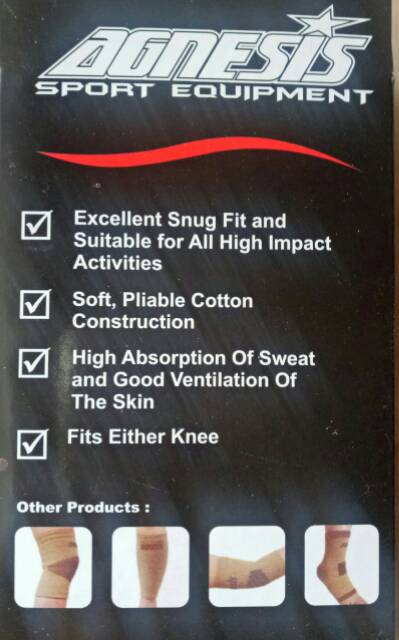 AGNESIS
SPORT EQUIPMENT
Excellent Snug Fit and
Suitable for All High Impact
Activities
Soft, Pliable Cotton
Construction
High Absorption Of Sweat
and Good Ventilation Of
The Skin
Fits Either Knee
Other Products :